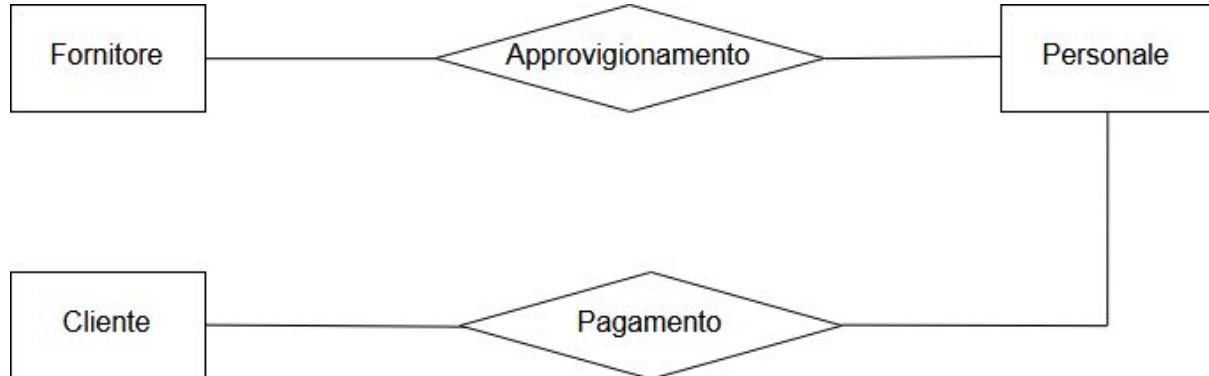 Fornitore
Approvigionamento
Personale
Cliente
Pagamento